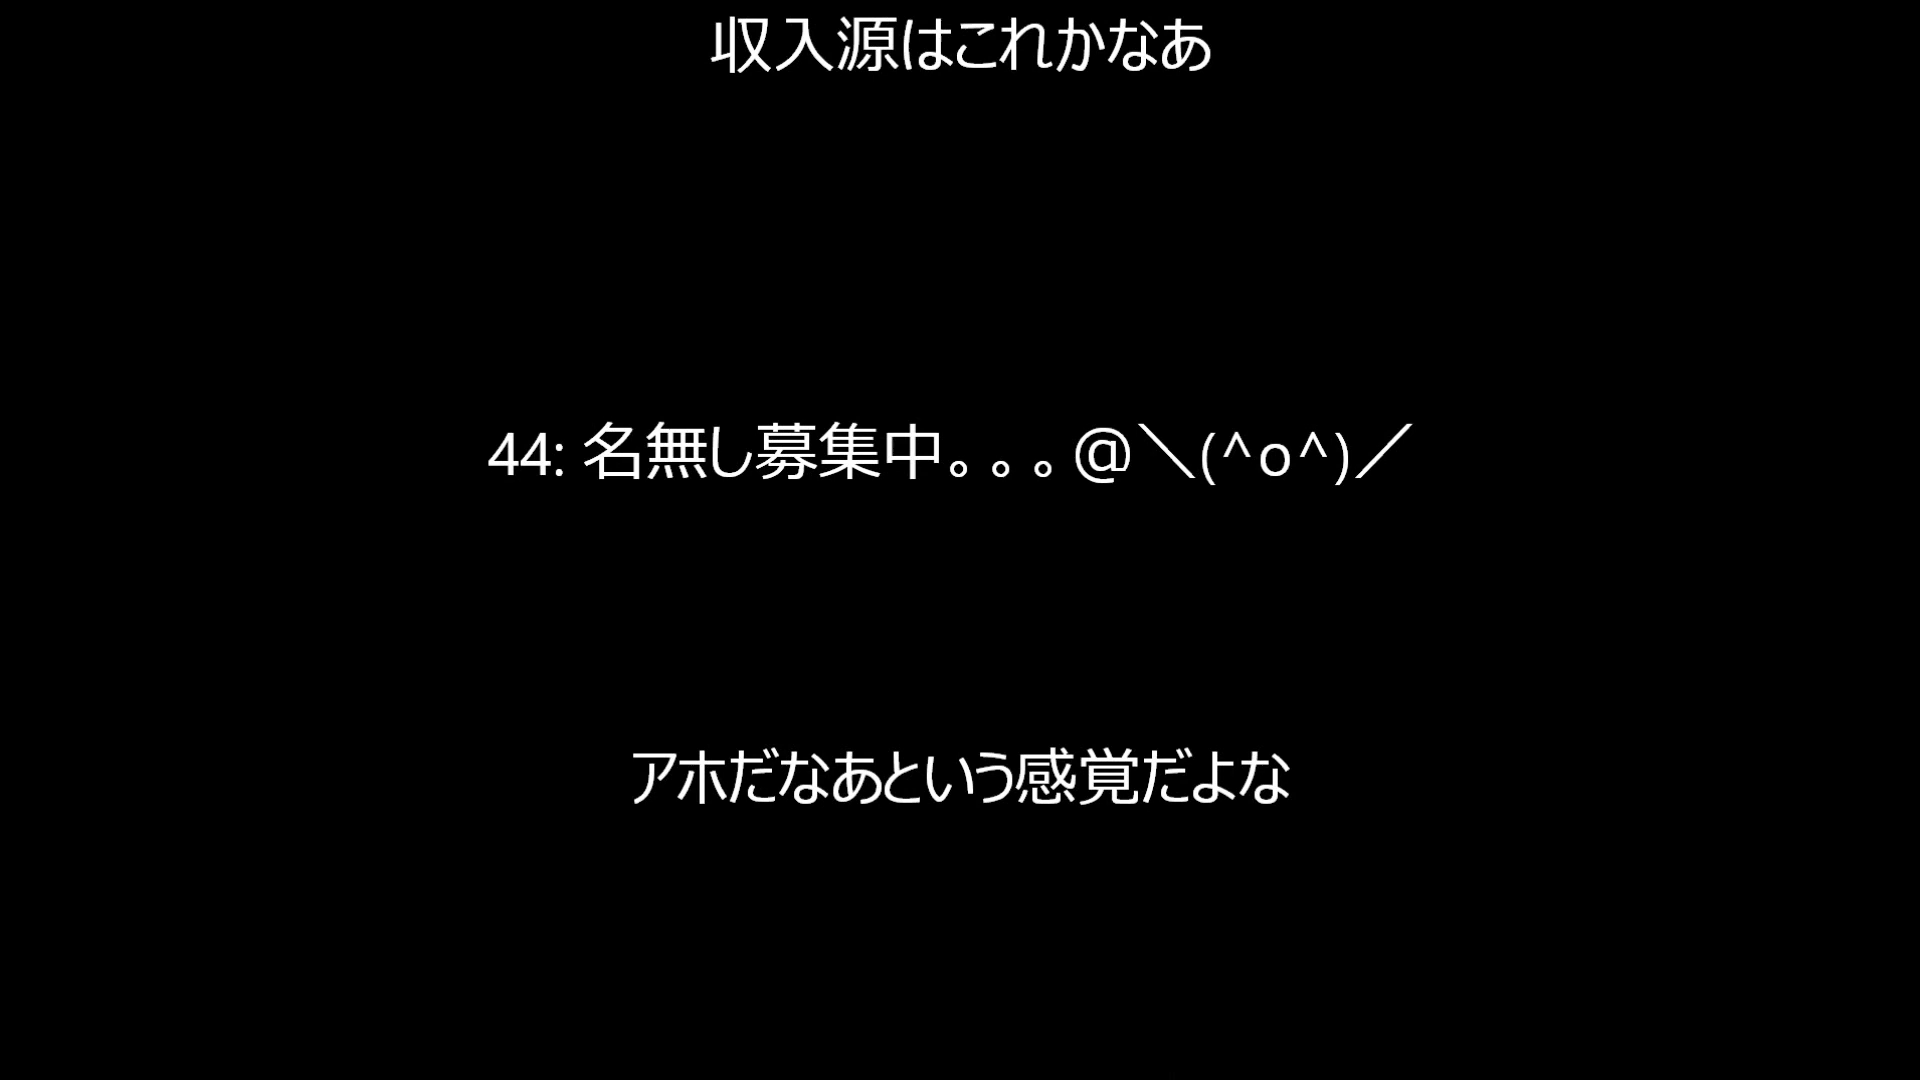 収入源はこれかなあ
44: 名無し募集中。。。@＼(^o^)／
アホだなあという感覚だよな